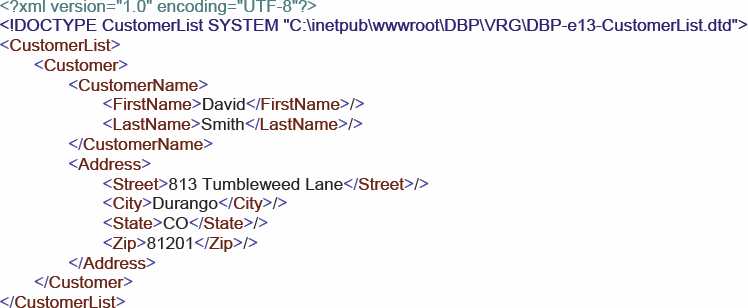 <?xml version="1.0" encoding="UTF-8"?>
<!DOCTYPE CustomerList SYSTEM "C:\inetpub\wwwroot\DBP\VRG\DBP-e13-CustomerList.dtd">
<CustomerList>
<Customer>
<CustomerName>
<FirstName>David</FirstName>/>
<LastName>Smith</LastName>/>
</CustomerName>
<Address>
<Street>813 Tumbleweed Lane</Street>/>
<City>Durango</City>/>
<State>CO</State>/>
<Zip>81201</Zip>/>
</Address>
</Customer>
</CustomerList>